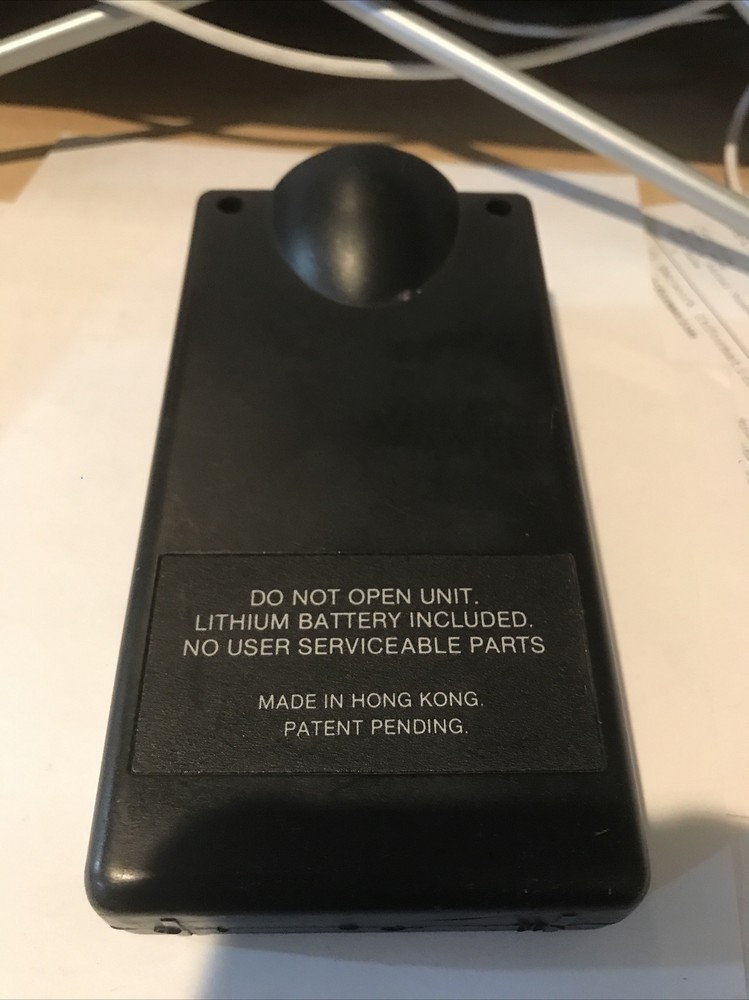 DO NOT OPEN UNIT.
LITHIUM BATTERY INCLUDED.
NO USER SERVICEABLE PARTS
MADE IN HONG KONG.
PATENT PENDING.